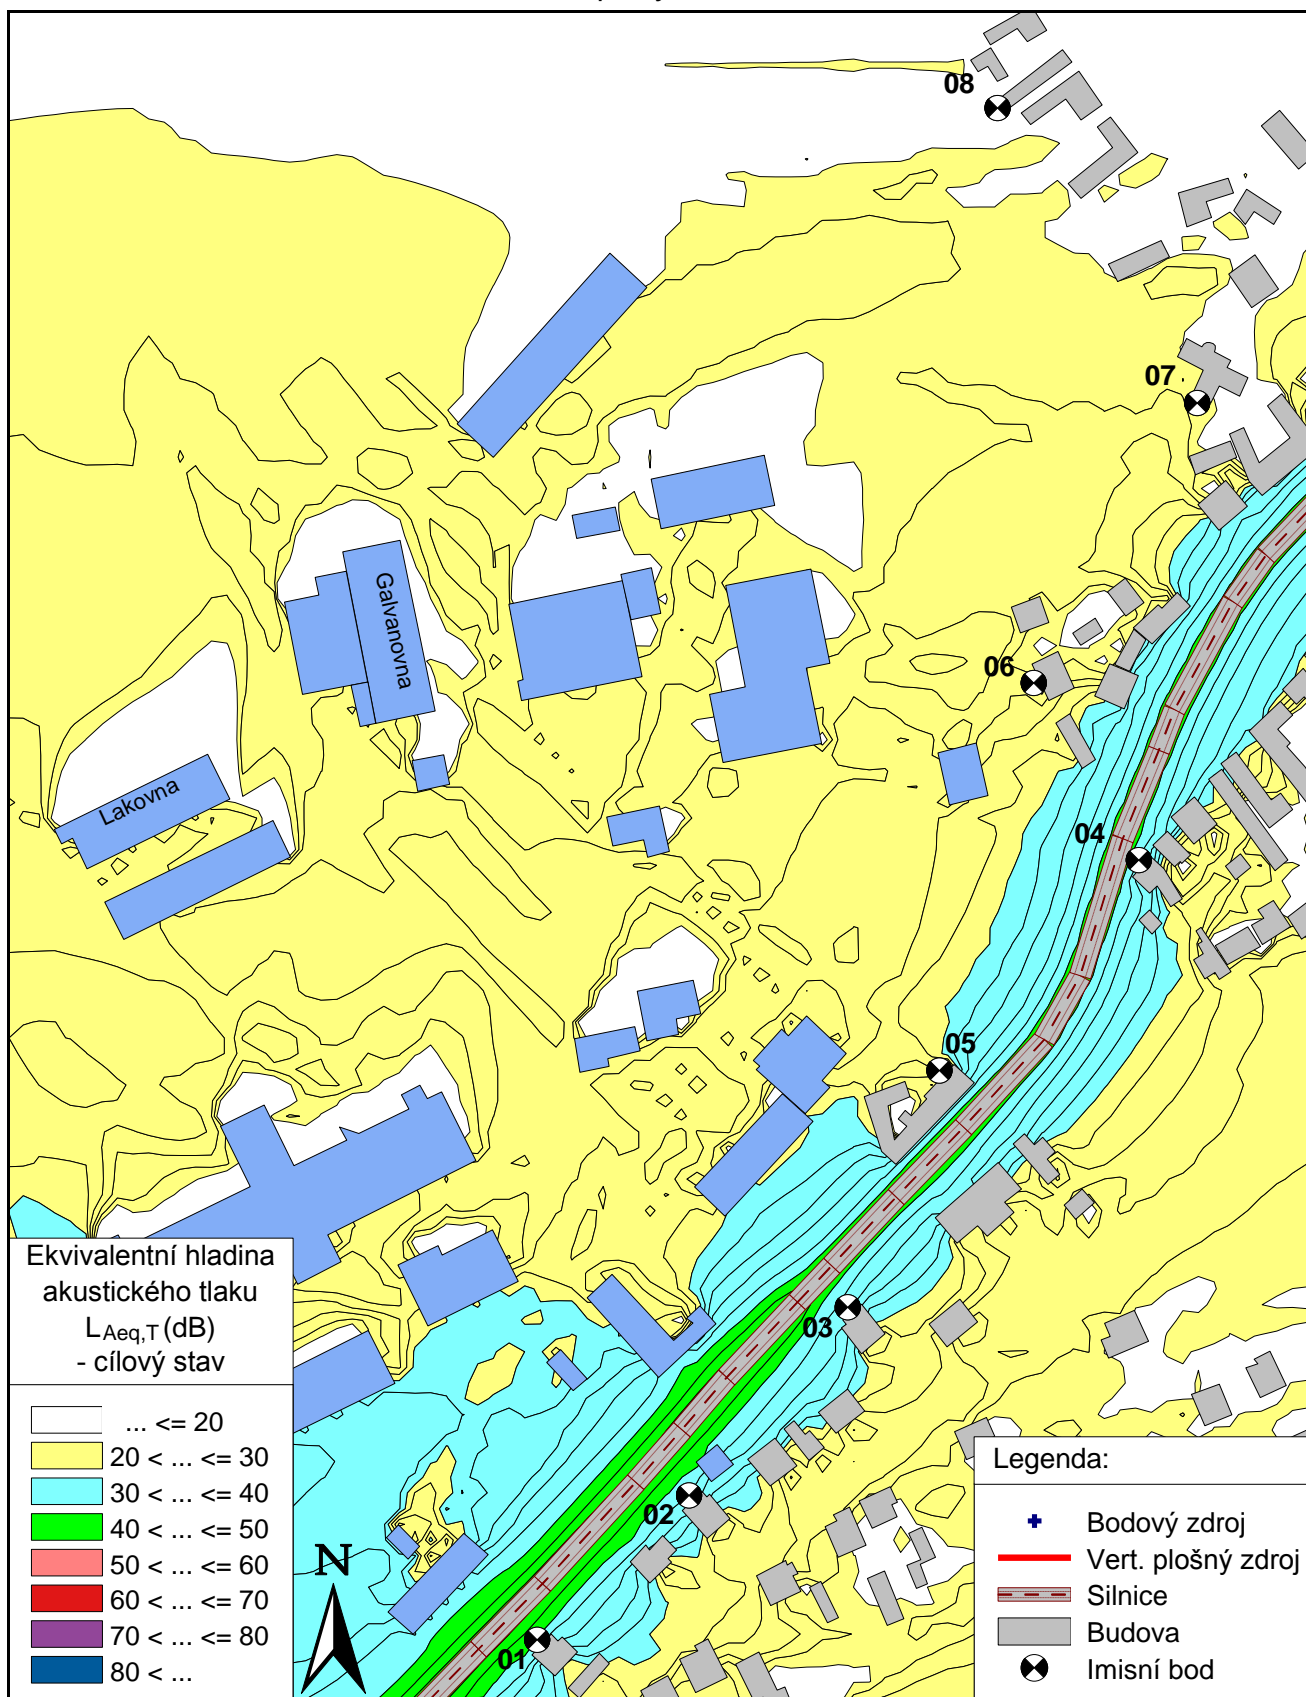 08
07
Galvanovna
06
Lakovna
04
05
Ekvivalentní hladina
akustického tlaku
LAeq,T (dB)
- cílový stav
... <= 20
20 < ... <= 30
30 < ... <= 40
40 < ... <= 50
50 < ... <= 60
60 < ... <= 70
70 < ... <= 80
80 < ...
03
02
N
01
Legenda:
Bodový zdroj
Vert. plošný zdroj
Silnice
Budova
Imisní bod